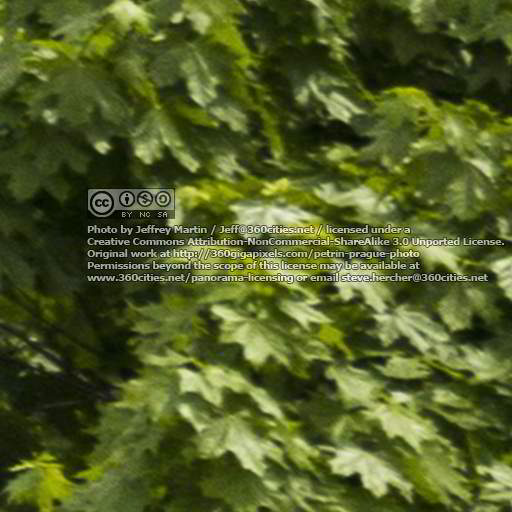 cc BY NC SA
Photo by Jeffrey Martin / Jeff@360cities.net / licensed under a
Creative Commons Attribution-NonCommercial-ShareAlike 3.0 Unported License.
Original work at http://360gigapixels.com/petrin-prague-photo
Permissions beyond the scope of this license may be available at
www.360cities.net/panorama-licensing or email steve.hercher@360cities.net